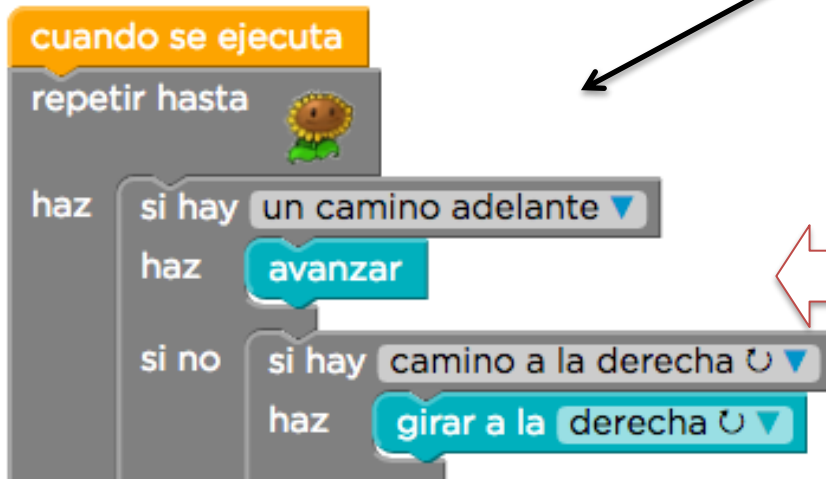 cuando se ejecuta
repetir hasta
haz si hay un camino adelante
haz avanzar
si no si hay camino a la derecha ↻
haz girar a la derecha ↻